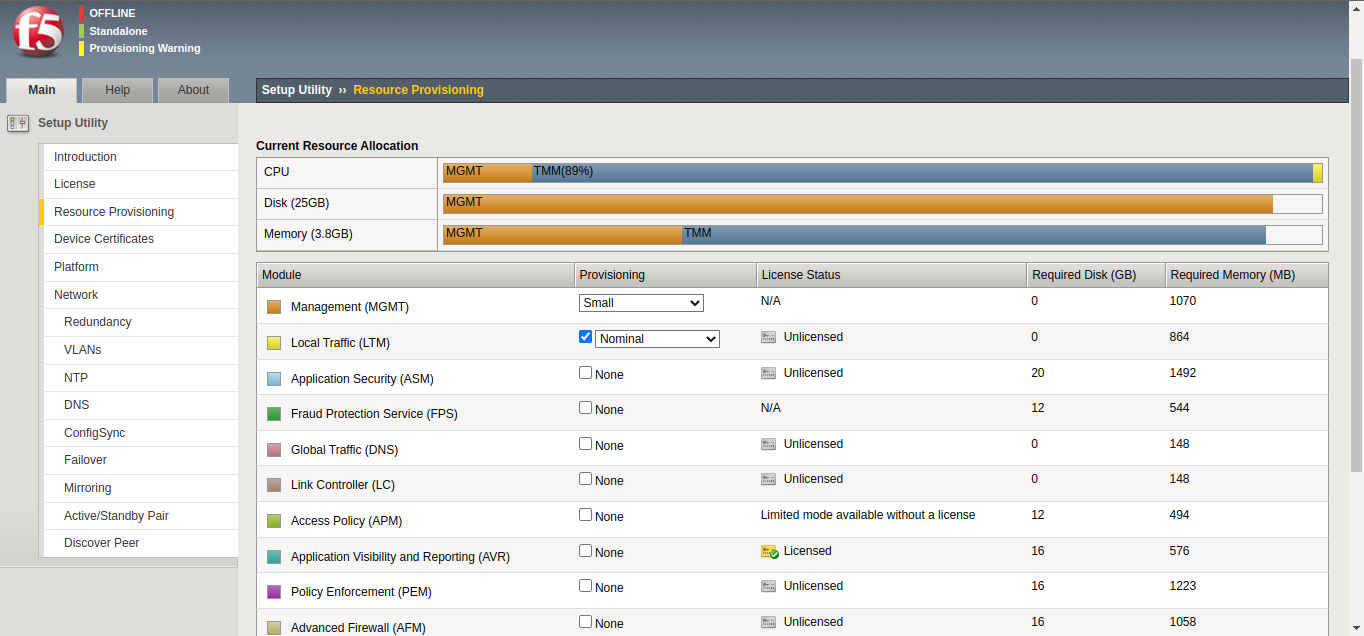 f5
OFFLINE
Standalone
Provisioning Warning
Main Help About
Setup Utility ›› Resource Provisioning
Setup Utility
Introduction
License
Resource Provisioning
Device Certificates
Platform
Network
Redundancy
VLANs
NTP
DNS
ConfigSync
Failover
Mirroring
Active/Standby Pair
Discover Peer
Current Resource Allocation
CPU MGMT TMM(89%)
Disk (25GB) MGMT
Memory (3.8GB) MGMT TMM
Module Provisioning License Status Required Disk (GB) Required Memory (MB)
Management (MGMT) Small N/A 0 1070
Local Traffic (LTM) Nominal Unlicensed 0 864
Application Security (ASM) None Unlicensed 20 1492
Fraud Protection Service (FPS) None N/A 12 544
Global Traffic (DNS) None Unlicensed 0 148
Link Controller (LC) None Unlicensed 0 148
Access Policy (APM) None Limited mode available without a license 12 494
Application Visibility and Reporting (AVR) None Licensed 16 576
Policy Enforcement (PEM) None Unlicensed 16 1223
Advanced Firewall (AFM) None Unlicensed 16 1058